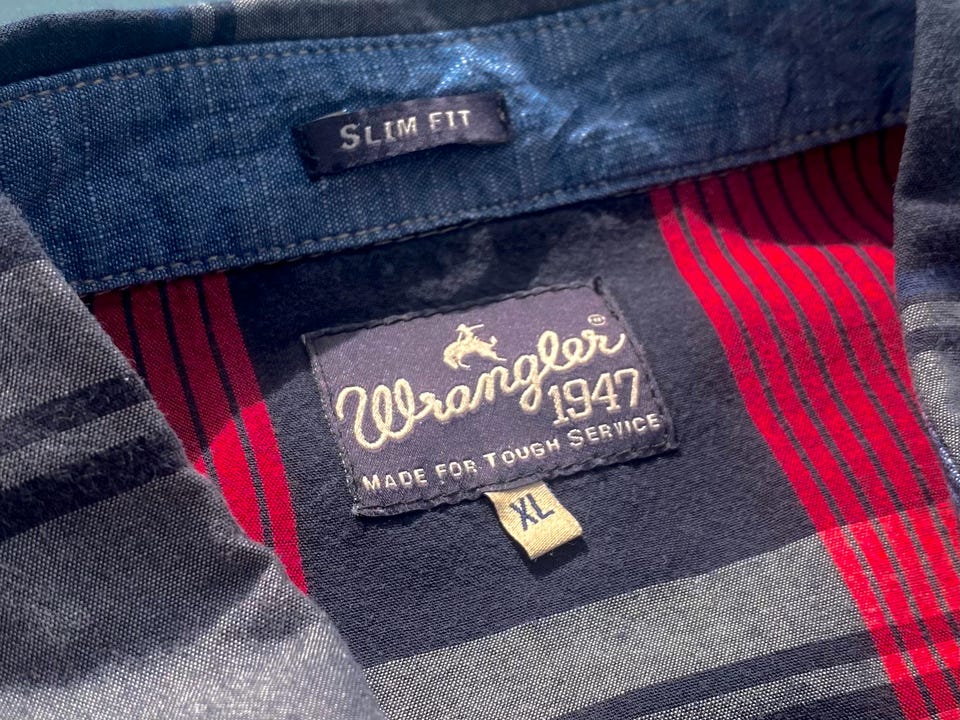 SLIM FIT
Wrangler
1947
MADE FOR TOUGH SERVICE
XL